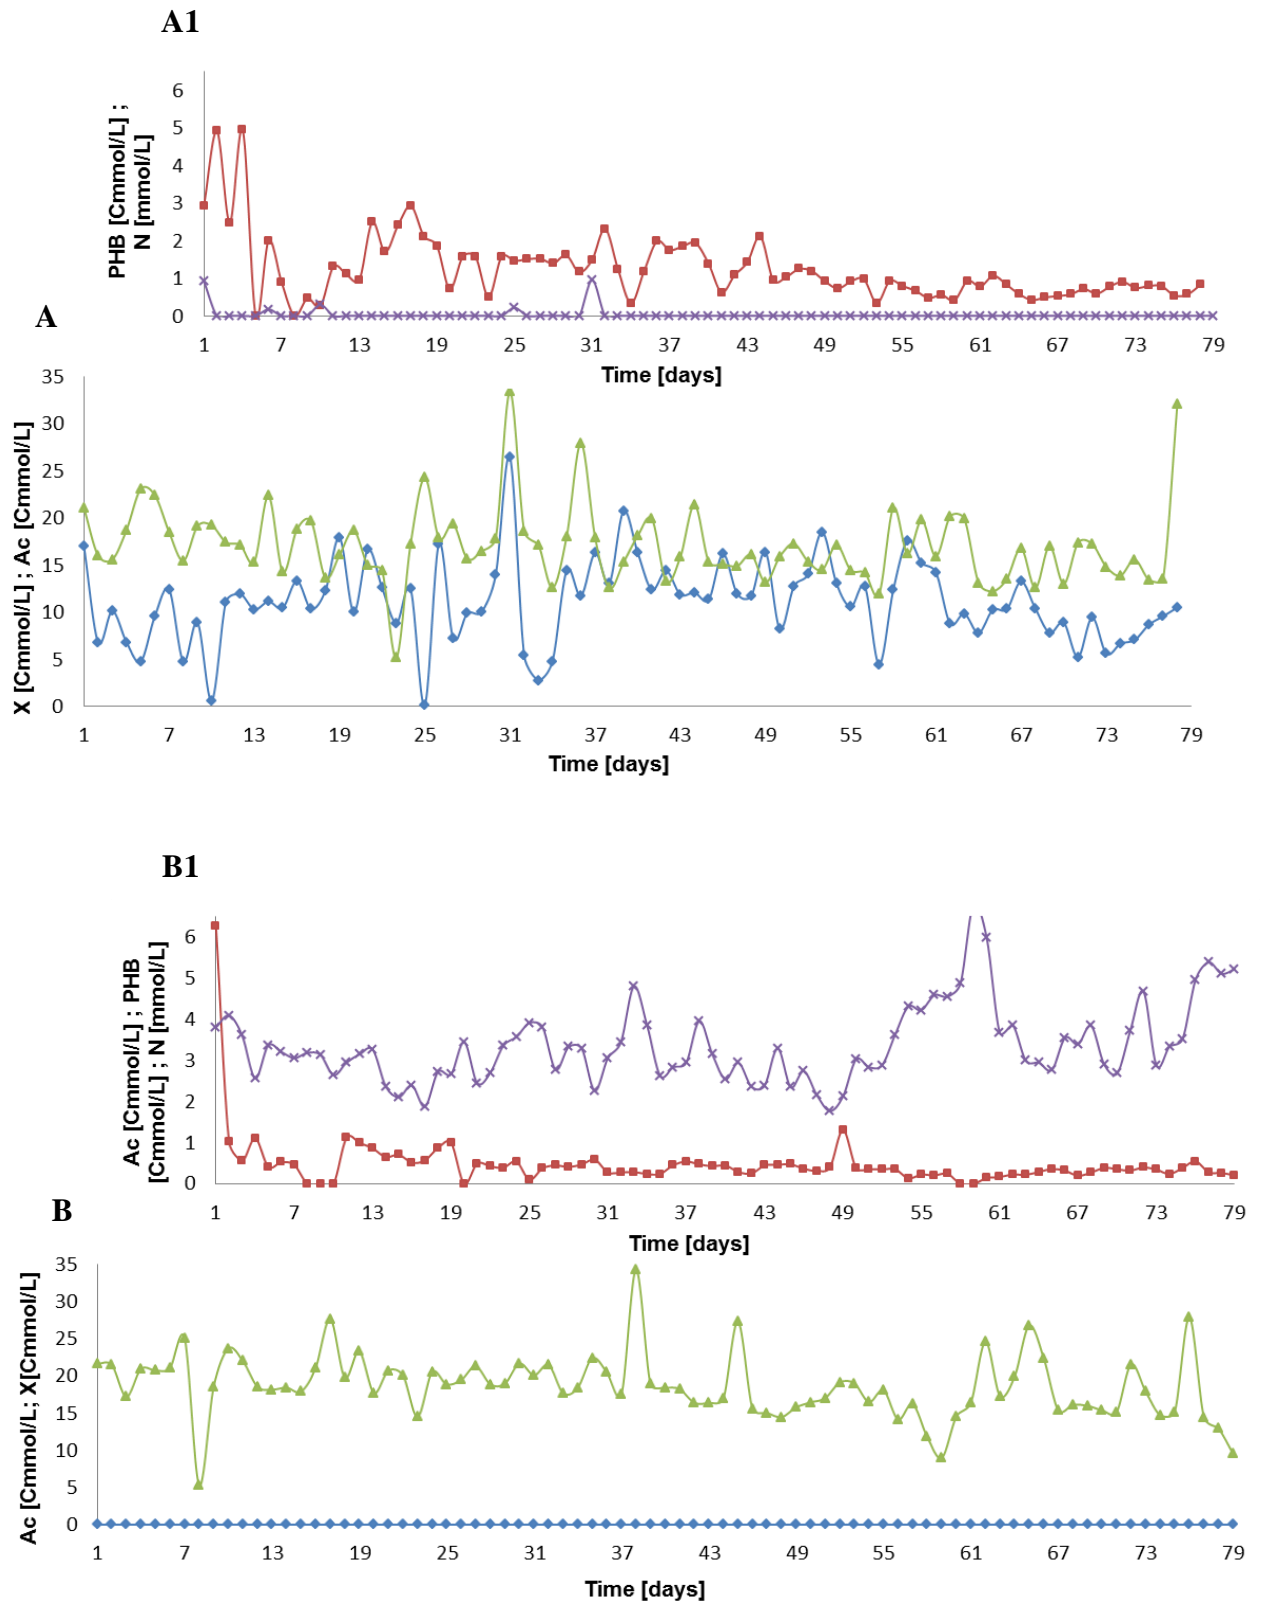 A1
PHB [Cmmol/L] ;
N [mmol/L]
6
5
4
3
2
1
0
1 7 13 19 25 31 37 43 49 55 61 67 73 79
Time [days]
A
X [Cmmol/L] ; Ac [Cmmol/L]
35
30
25
20
15
10
5
0
1 7 13 19 25 31 37 43 49 55 61 67 73 79
Time [days]
B1
Ac [Cmmol/L] ; PHB
[Cmmol/L] ; N [mmol/L]
6
5
4
3
2
1
0
1 7 13 19 25 31 37 43 49 55 61 67 73 79
Time [days]
B
Ac [Cmmol/L; X[Cmmol/L]
35
30
25
20
15
10
5
0
1 7 13 19 25 31 37 43 49 55 61 67 73 79
Time [days]